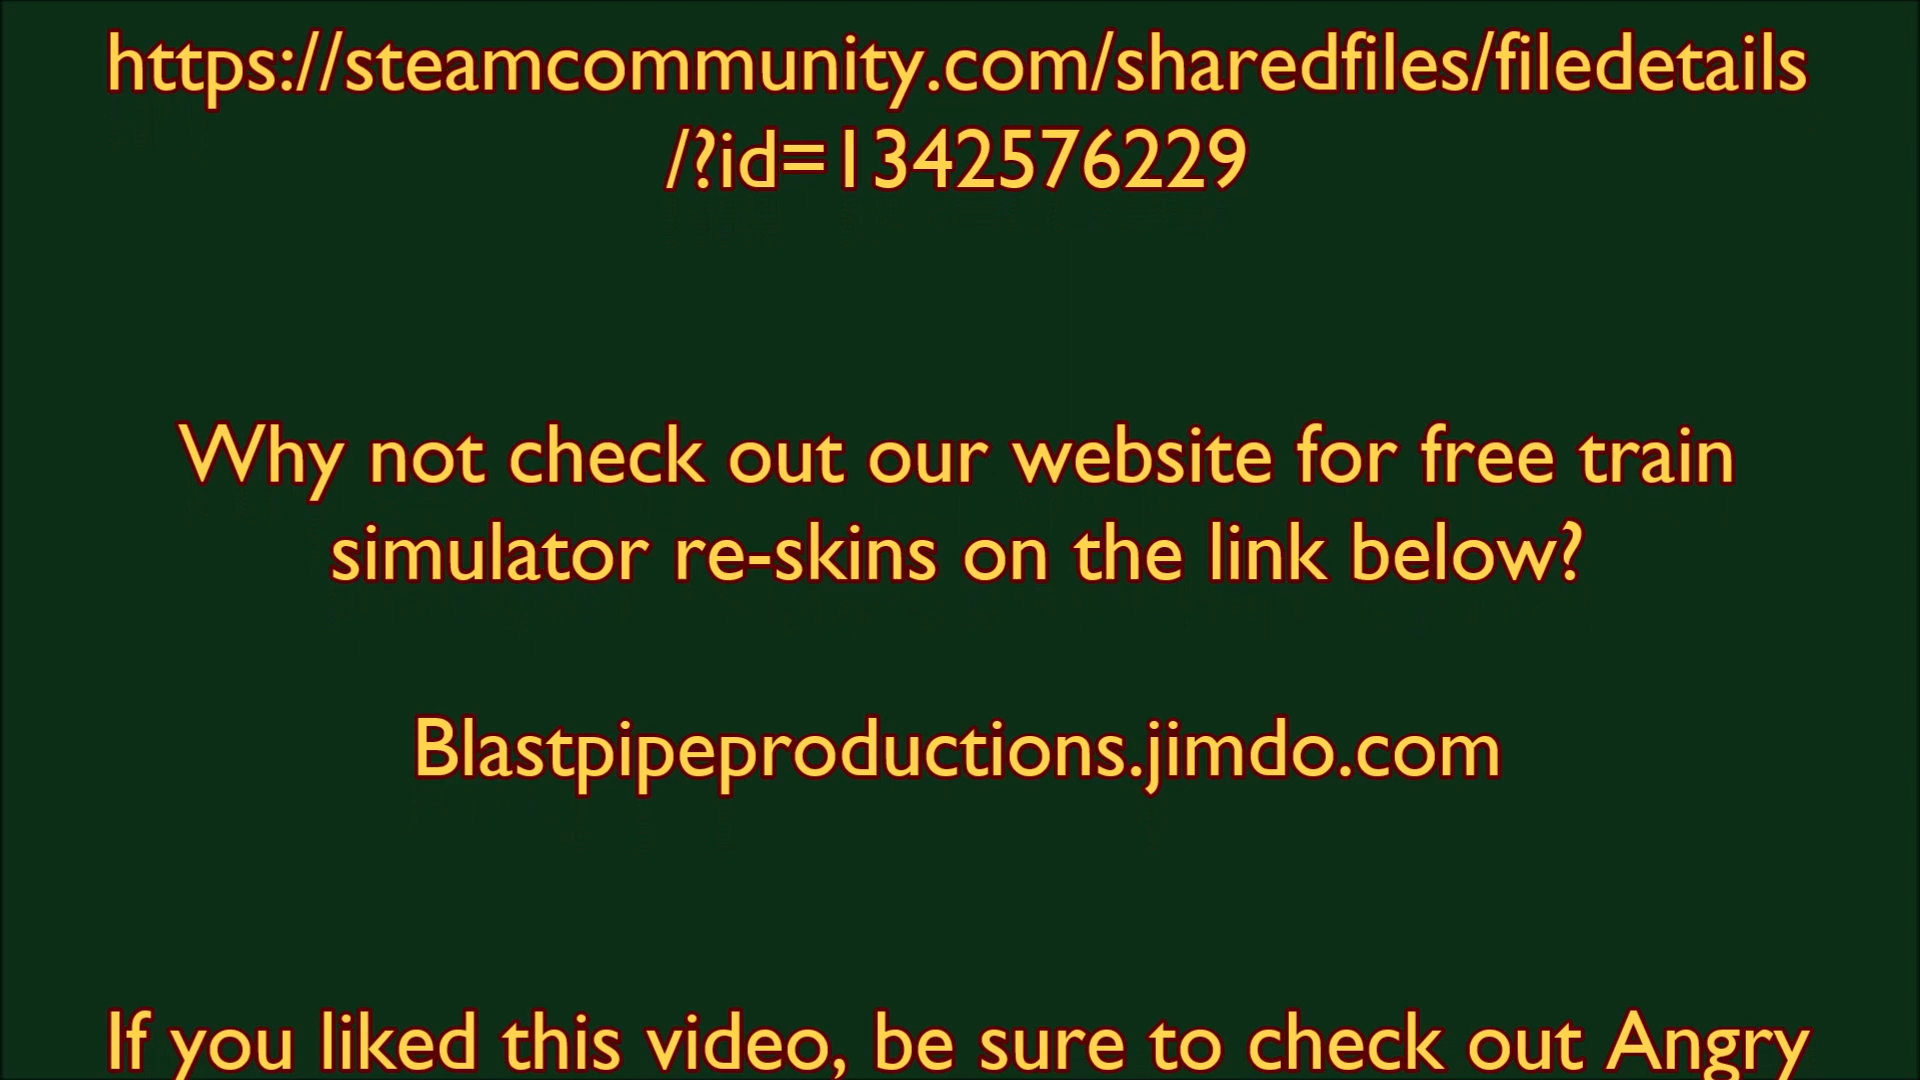 https://steamcommunity.com/sharedfiles/filedetails
/?id=1342576229
Why not check out our website for free train
simulator re-skins on the link below?
Blastpipeproductions.jimdo.com
If you liked this video, be sure to check out Angry